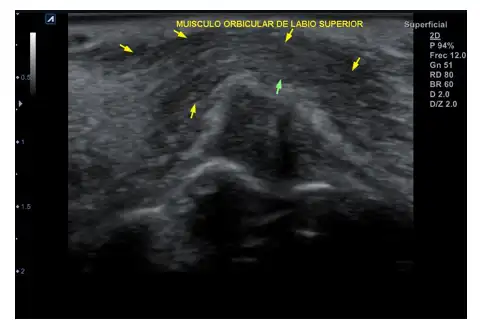 MUISCULO ORBICULAR DE LABIO SUPERIOR
Superficial
2D
P 94%
Frec 12.0
Gn 51
RD 80
BR 60
D 2.0
D/Z 2.0
0.5
1
1.5
2